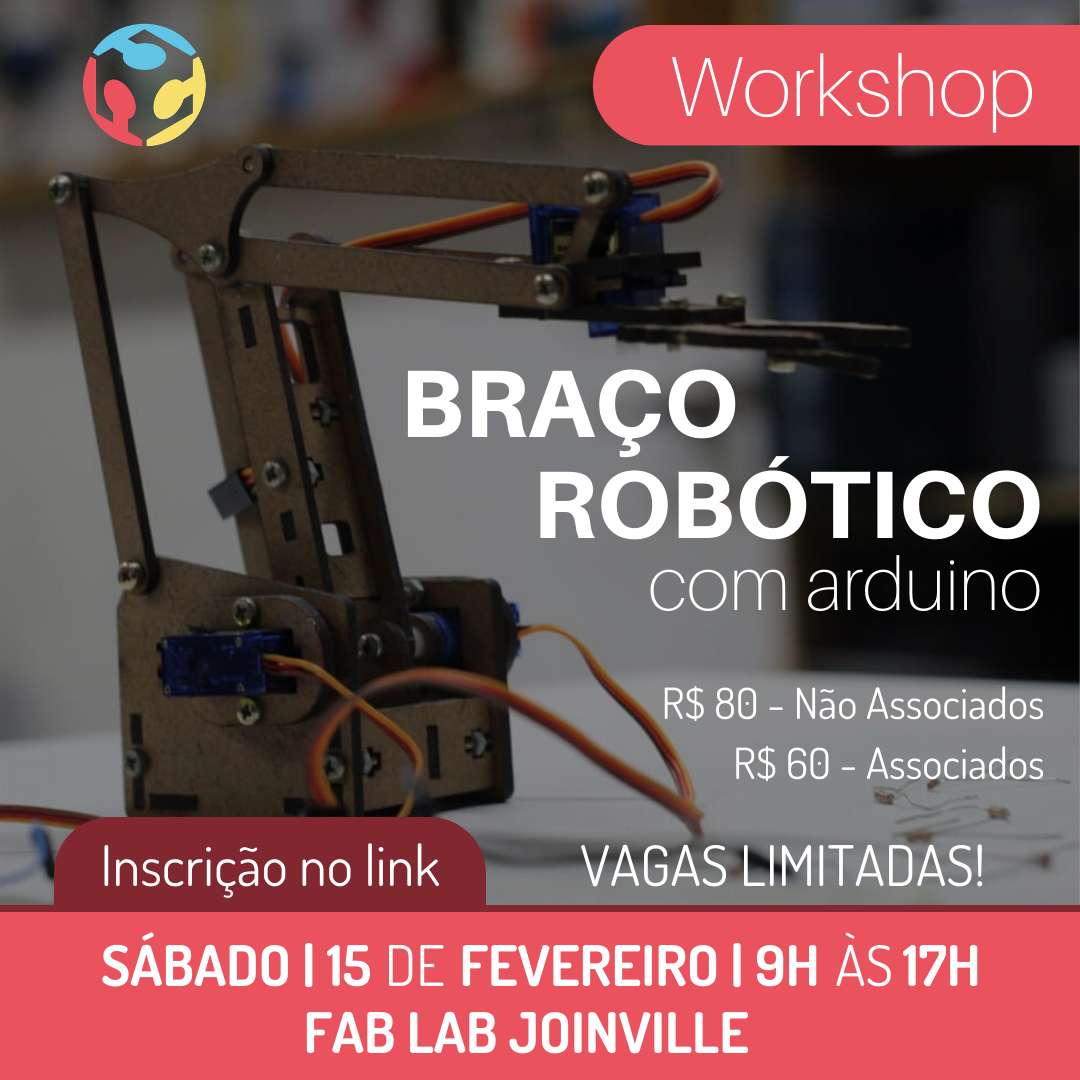 Workshop
BRAÇO
ROBÓTICO
com arduino
R$ 80 - Não Associados
R$ 60 - Associados
Inscrição no link
VAGAS LIMITADAS!
SÁBADO | 15 DE FEVEREIRO | 9H ÀS 17H
FAB LAB JOINVILLE